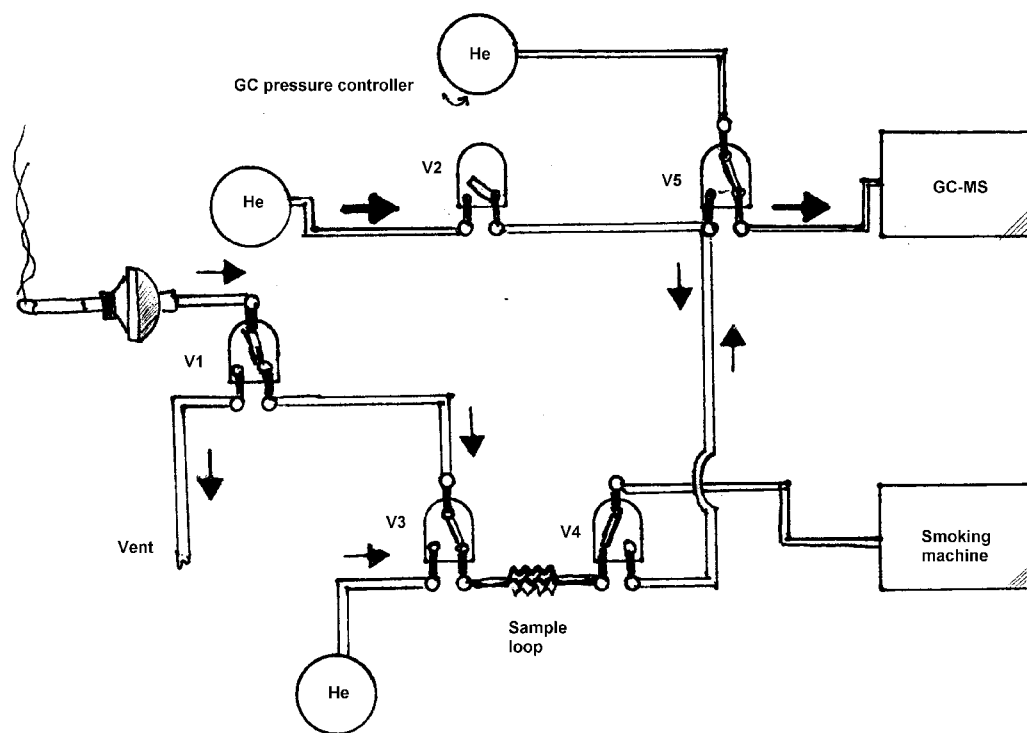 He
GC pressure controller
V2
V5
GC-MS
He
V1
V3
V4
Vent
Smoking
machine
Sample
loop
He